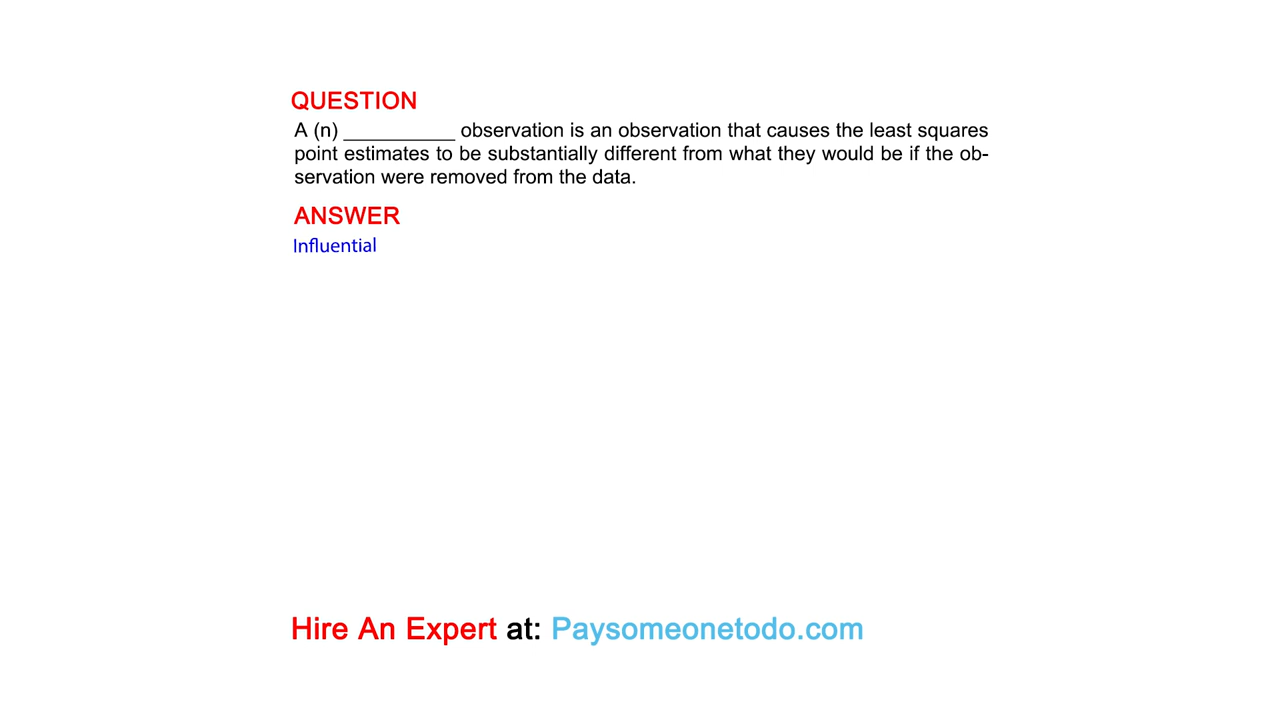 QUESTION
A (n) __________ observation is an observation that causes the least squares
point estimates to be substantially different from what they would be if the ob-
servation were removed from the data.
ANSWER
Influential
Hire An Expert at: Paysomeonetodo.com